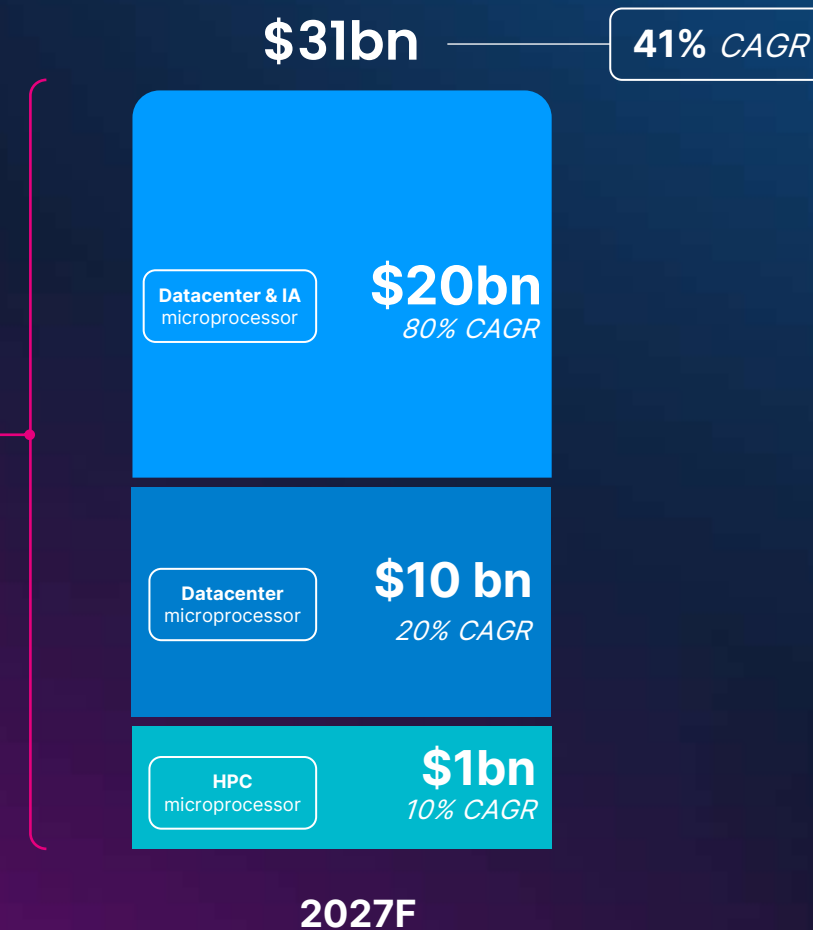 $31bn
41% CAGR
Datacenter & IA
microprocessor
$20bn
80% CAGR
Datacenter
microprocessor
$10 bn
20% CAGR
HPC
microprocessor
$1bn
10% CAGR
2027F